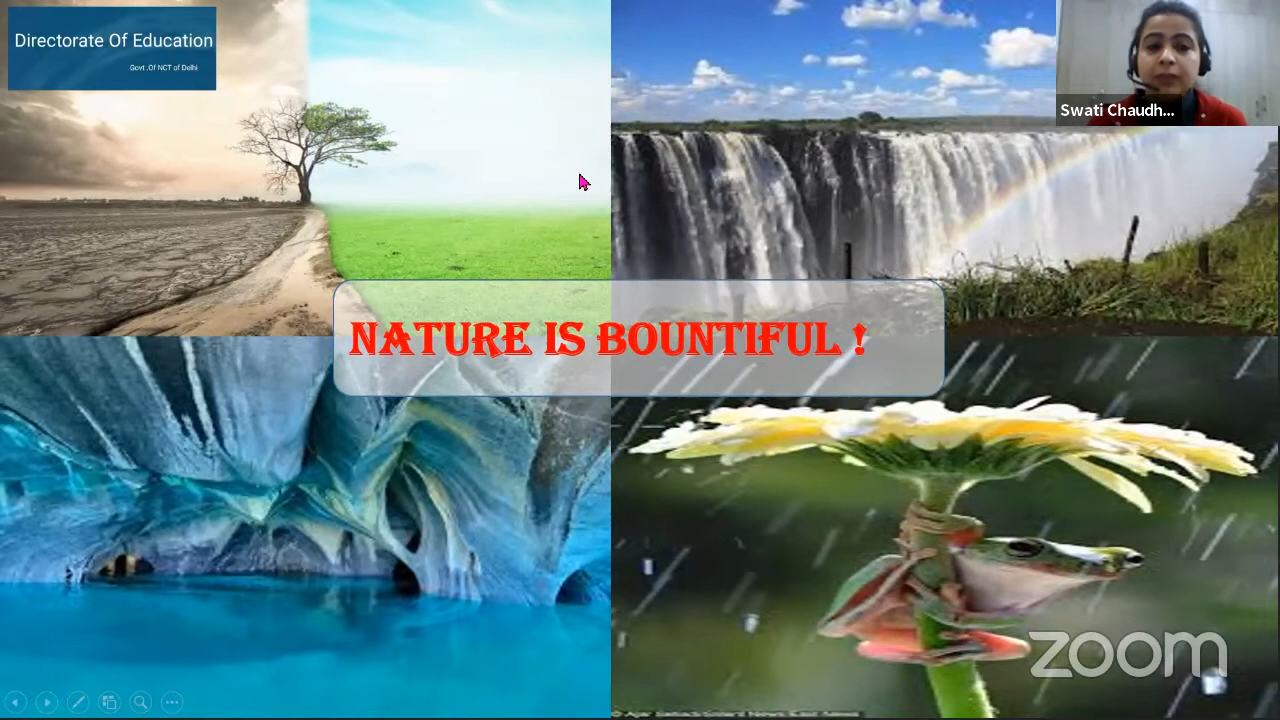 Directorate Of Education
Govt .Of NCT of Delhi
Swati Chaudh...
NATURE IS BOUNTIFUL !
zoom